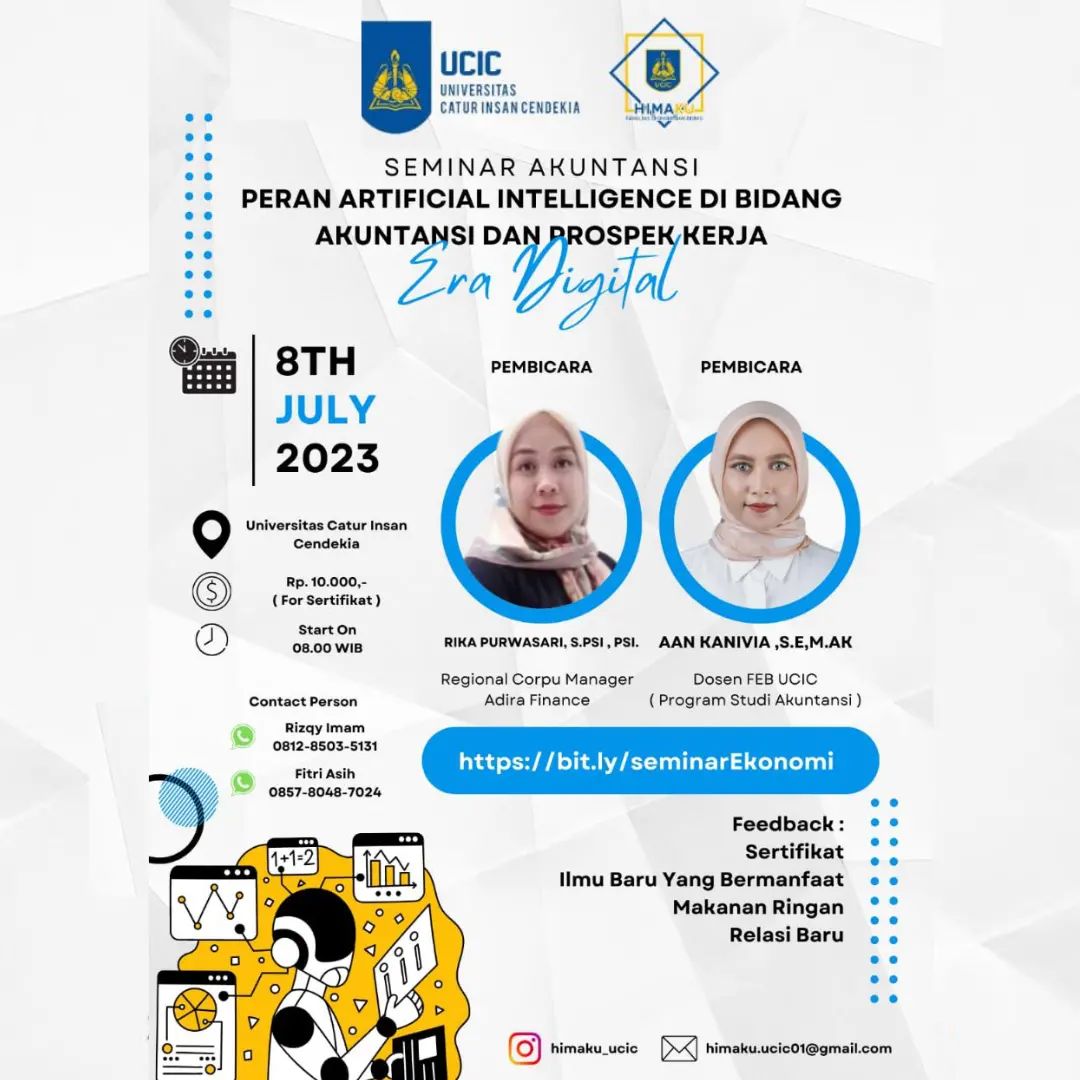 UCIC
UNIVERSITAS
CATUR INSAN CENDEKIA
UCIC
HIMAKU
SEMINAR AKUNTANSI
PERAN ARTIFICIAL INTELLIGENCE DI BIDANG
AKUNTANSI DAN PROSPEK KERJA
Era Digital
8TH
JULY
2023
Universitas Catur Insan
Cendekia
Rp. 10.000,-
( For Sertifikat )
Start On
08.00 WIB
Contact Person
Rizqy Imam
0812-8503-5131
Fitri Asih
0857-8048-7024
PEMBICARA
RIKA PURWASARI, S.PSI , PSI.
Regional Corpu Manager
Adira Finance
PEMBICARA
AAN KANIVIA ,S.E,M.AK
Dosen FEB UCIC
( Program Studi Akuntansi )
https://bit.ly/seminarEkonomi
Feedback :
Sertifikat
Ilmu Baru Yang Bermanfaat
Makanan Ringan
Relasi Baru
1+1=2
himaku_ucic
himaku.ucic01@gmail.com